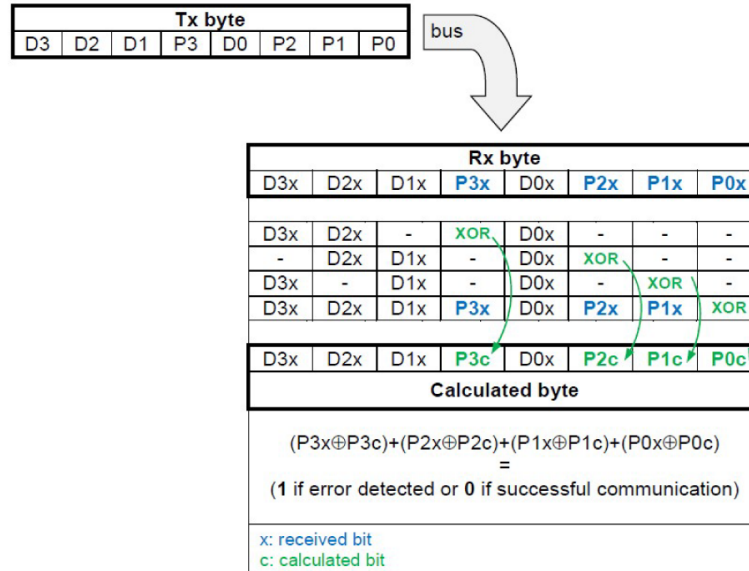 Tx byte
D3 D2 D1 P3 D0 P2 P1 P0
bus
Rx byte
D3x D2x D1x P3x D0x P2x P1x P0x
D3x D2x - XOR D0x - - -
- D2x D1x - D0x XOR - -
D3x - D1x - D0x - XOR -
D3x D2x D1x P3x D0x P2x P1x XOR
D3x D2x D1x P3c D0x P2c P1c P0c
Calculated byte
(P3x⊕P3c)+(P2x⊕P2c)+(P1x⊕P1c)+(P0x⊕P0c)
=
(1 if error detected or 0 if successful communication)
x: received bit
c: calculated bit